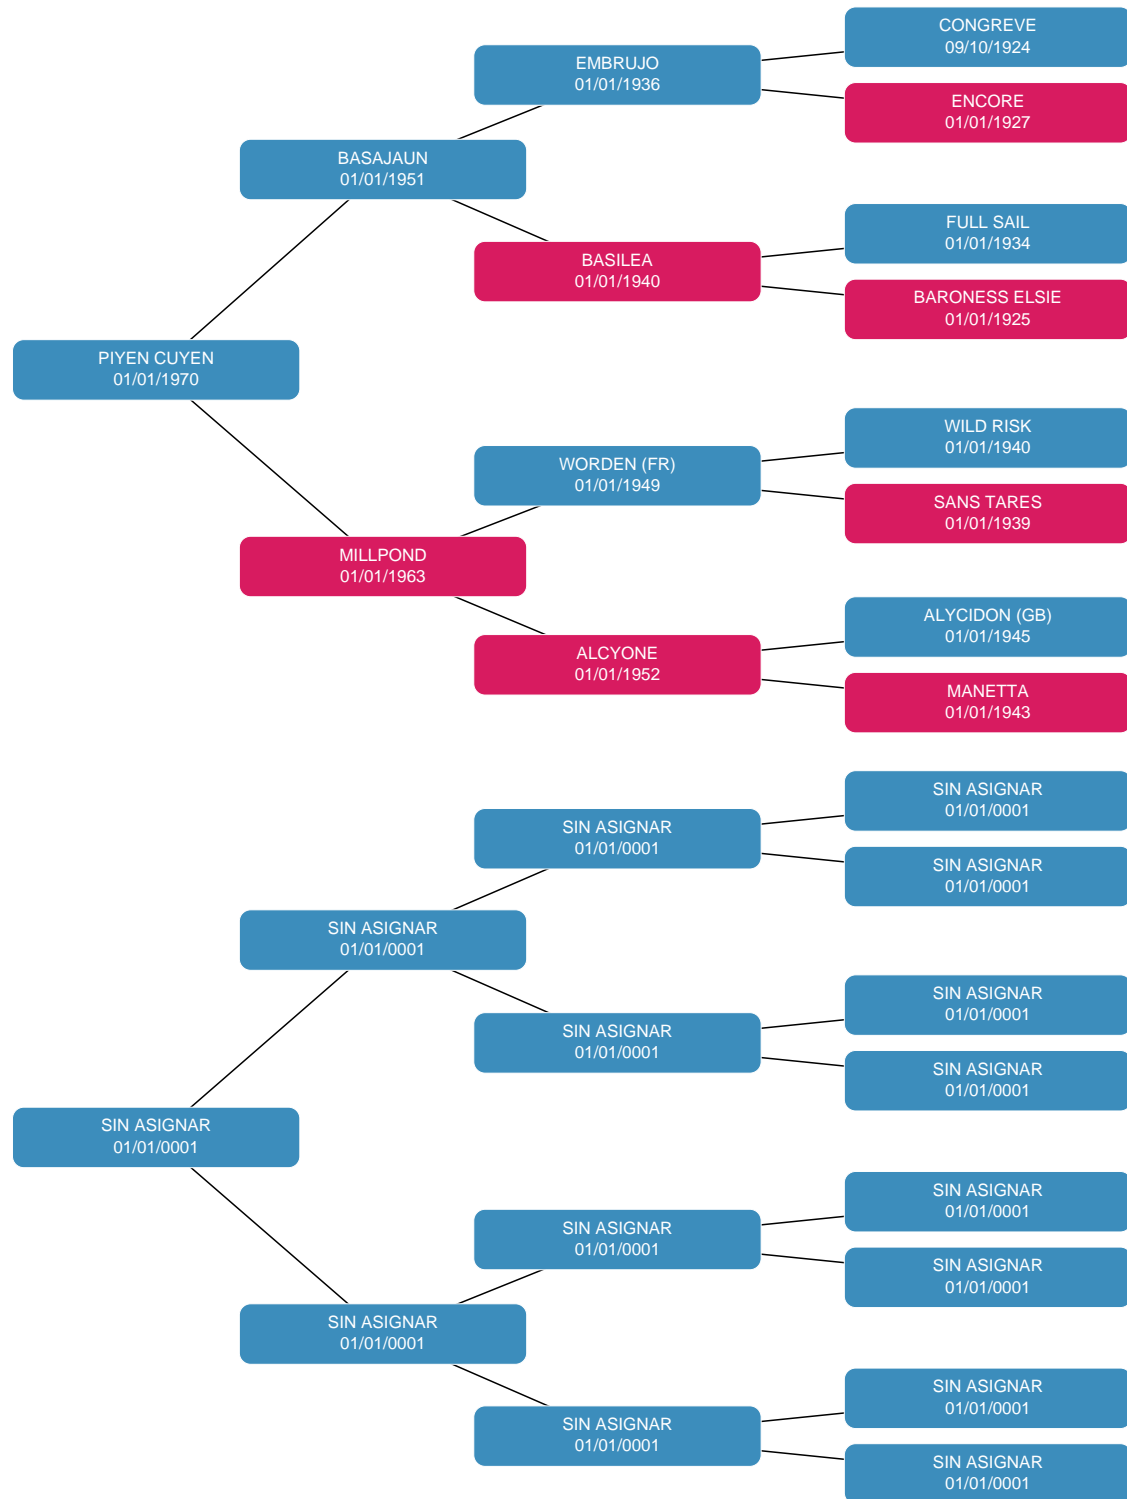 CONGREVE
09/10/1924
EMBRUJO
01/01/1936
ENCORE
01/01/1927
BASAJAUN
01/01/1951
FULL SAIL
01/01/1934
BASILEA
01/01/1940
BARONESS ELSIE
01/01/1925
PIYEN CUYEN
01/01/1970
WILD RISK
01/01/1940
WORDEN (FR)
01/01/1949
SANS TARES
01/01/1939
MILLPOND
01/01/1963
ALYCIDON (GB)
01/01/1945
ALCYONE
01/01/1952
MANETTA
01/01/1943
SIN ASIGNAR
01/01/0001
SIN ASIGNAR
01/01/0001
SIN ASIGNAR
01/01/0001
SIN ASIGNAR
01/01/0001
SIN ASIGNAR
01/01/0001
SIN ASIGNAR
01/01/0001
SIN ASIGNAR
01/01/0001
SIN ASIGNAR
01/01/0001
SIN ASIGNAR
01/01/0001
SIN ASIGNAR
01/01/0001
SIN ASIGNAR
01/01/0001
SIN ASIGNAR
01/01/0001
SIN ASIGNAR
01/01/0001
SIN ASIGNAR
01/01/0001
SIN ASIGNAR
01/01/0001